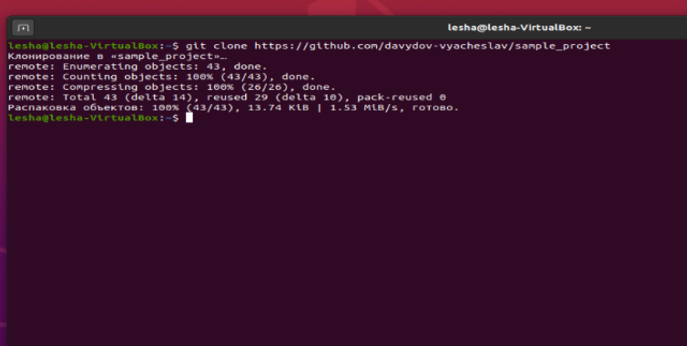 lesha@lesha-VirtualBox: ~
lesha@lesha-VirtualBox:~$ git clone https://github.com/davydov-vyacheslav/sample_project
Клонирование в «sample_project»…
remote: Enumerating objects: 43, done.
remote: Counting objects: 100% (43/43), done.
remote: Compressing objects: 100% (26/26), done.
remote: Total 43 (delta 14), reused 29 (delta 10), pack-reused 0
Распаковка объектов: 100% (43/43), 13.74 KiB | 1.53 MiB/s, готово.
lesha@lesha-VirtualBox:~$